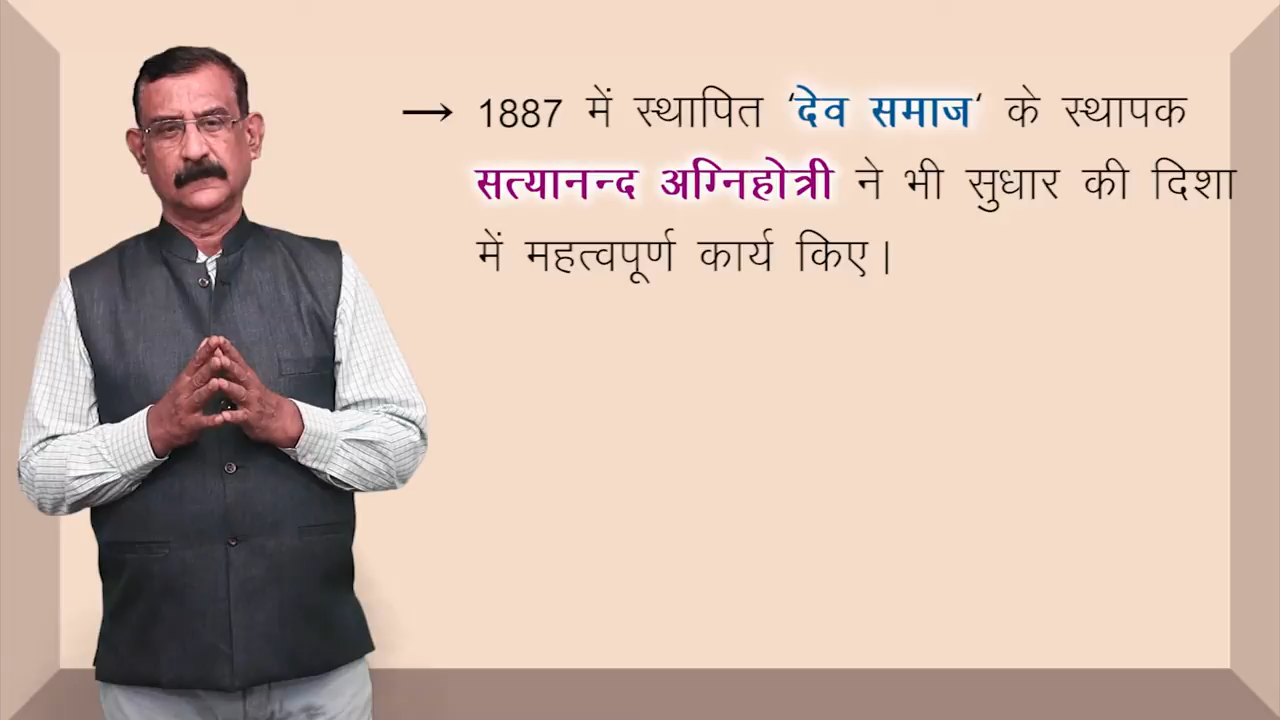 → 1887 में स्थापित ‘देव समाज‘ के स्थापक
सत्यानन्द अग्निहोत्री ने भी सुधार की दिशा
में महत्वपूर्ण कार्य किए।